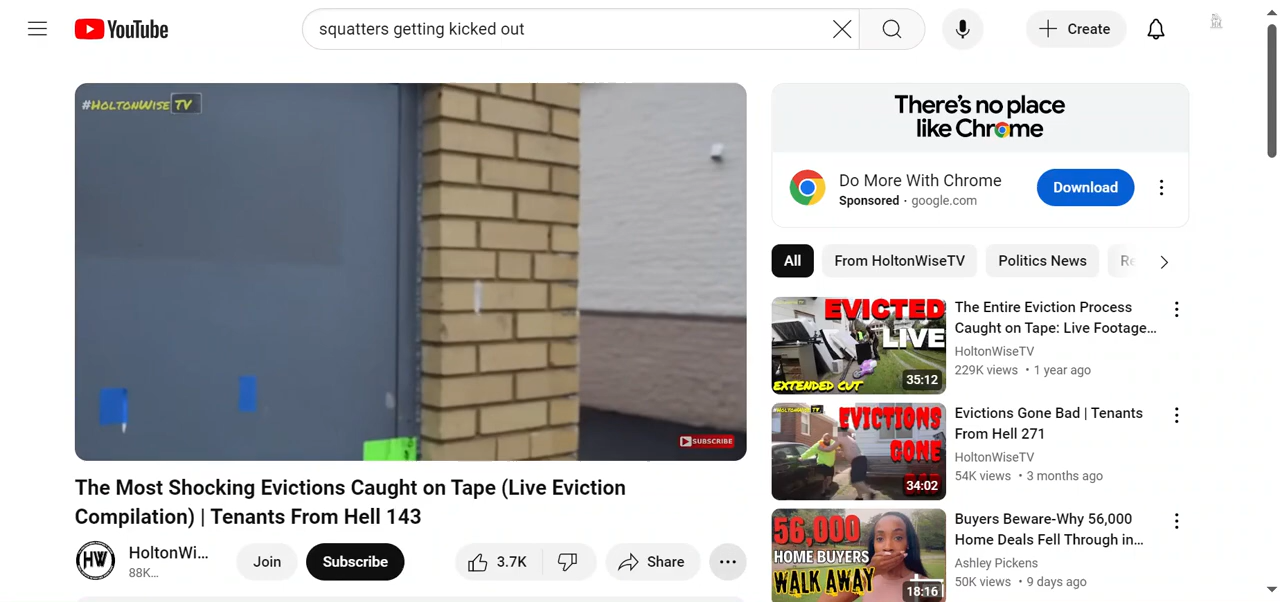 YouTube
squatters getting kicked out
Create
#HOLTONWISE TV
SUBSCRIBE
The Most Shocking Evictions Caught on Tape (Live Eviction
Compilation) | Tenants From Hell 143
HW
HoltonWi...
88K...
Join
Subscribe
3.7K
Share
There's no place
like Chrome
Do More With Chrome
Sponsored · google.com
Download
All
From HoltonWiseTV
Politics News
Re
EVICTED
LIVE
EXTENDED CUT
35:12
The Entire Eviction Process
Caught on Tape: Live Footage...
HoltonWiseTV
229K views • 1 year ago
#HOLTONWISE TV
EVICTIONS
GONE
34:02
Evictions Gone Bad | Tenants
From Hell 271
HoltonWiseTV
54K views • 3 months ago
56,000
HOME BUYERS
WALK AWAY
18:16
Buyers Beware-Why 56,000
Home Deals Fell Through in...
Ashley Pickens
50K views • 9 days ago